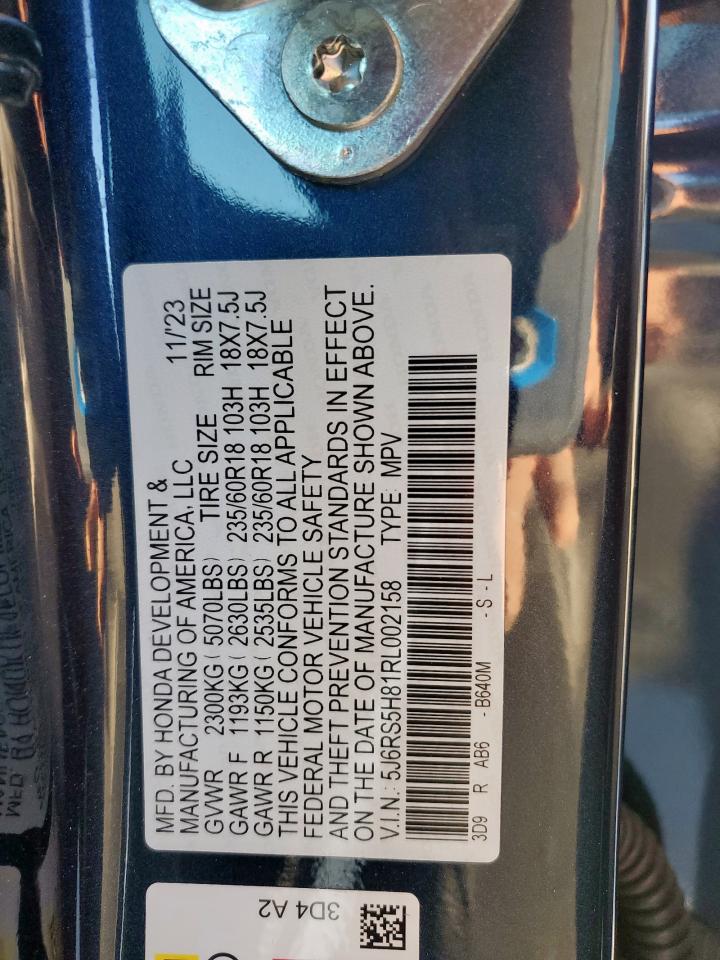 MFD. BY HONDA DEVELOPMENT &
MANUFACTURING OF AMERICA, LLC 11/'23
GVWR 2300KG ( 5070LBS) TIRE SIZE RIM SIZE
GAWR F 1193KG ( 2630LBS) 235/60R18 103H 18X7.5J
GAWR R 1150KG ( 2535LBS) 235/60R18 103H 18X7.5J
THIS VEHICLE CONFORMS TO ALL APPLICABLE
FEDERAL MOTOR VEHICLE SAFETY
AND THEFT PREVENTION STANDARDS IN EFFECT
ON THE DATE OF MANUFACTURE SHOWN ABOVE.
V.I.N.: 5J6RS5H81RL002158 TYPE: MPV
3D9 R AB6 - B640M - S - L
3D4 A2